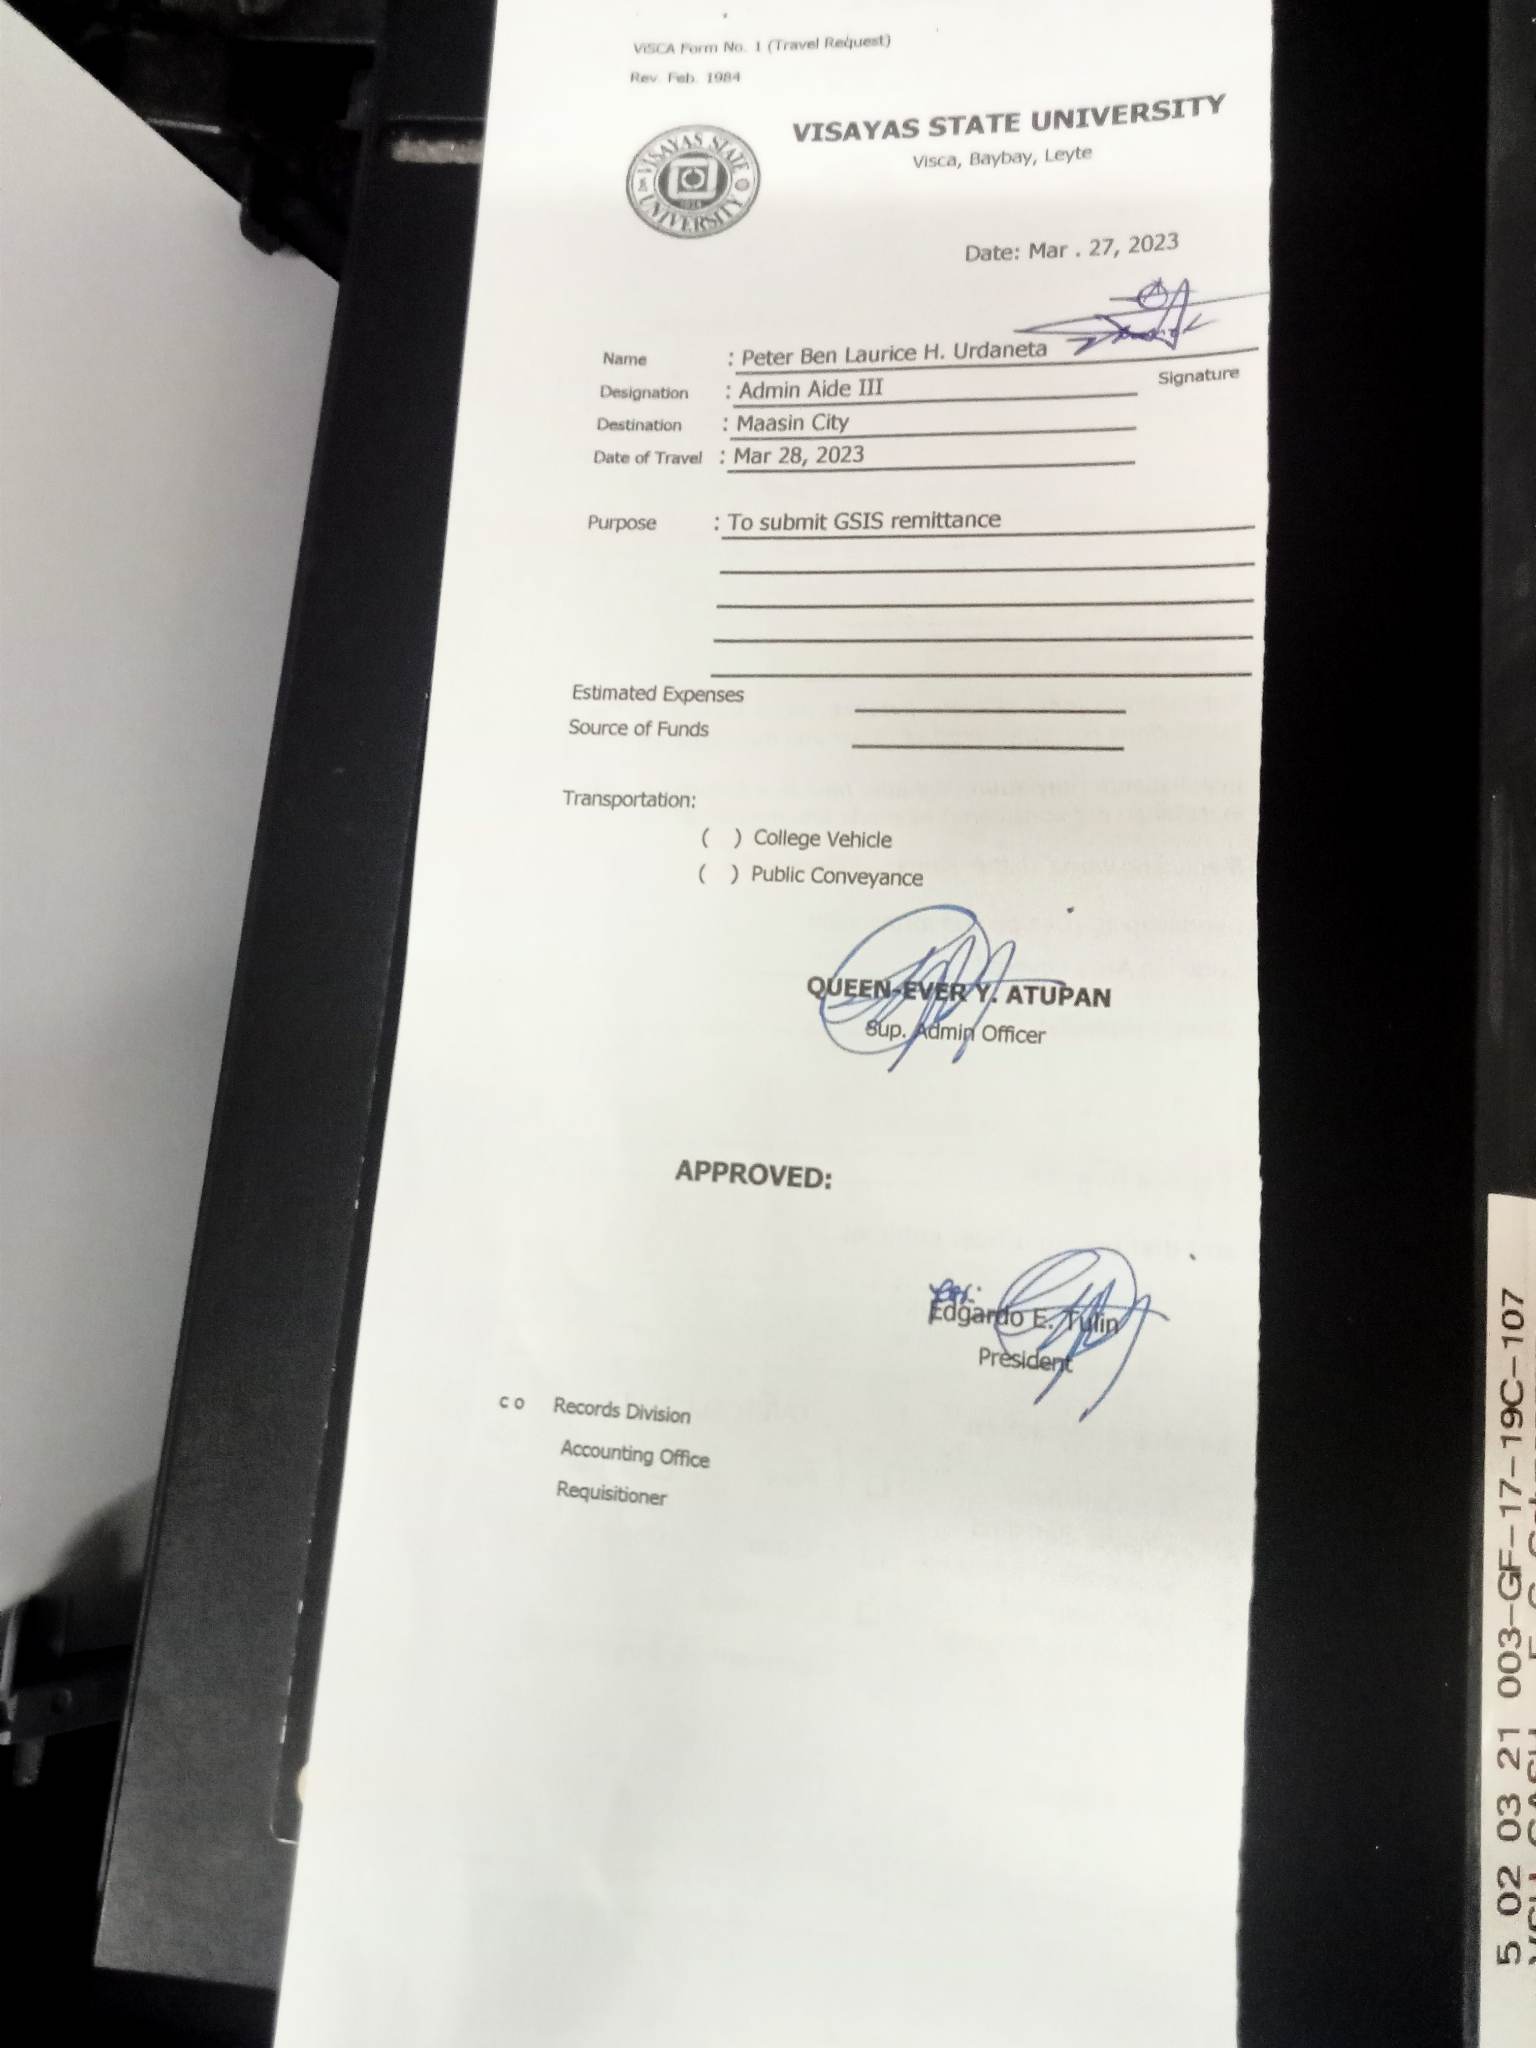 ViSCA Form No. 1 (Travel Request)
Rev. Feb. 1984
VISAYAS STATE UNIVERSITY
VISAYAS STATE UNIVERSITY
Visca, Baybay, Leyte
Date: Mar . 27, 2023
Name : Peter Ben Laurice H. Urdaneta
Signature
Designation : Admin Aide III
Destination : Maasin City
Date of Travel : Mar 28, 2023
Purpose : To submit GSIS remittance
Estimated Expenses
Source of Funds
Transportation:
( ) College Vehicle
( ) Public Conveyance
QUEEN-EVER Y. ATUPAN
Sup. Admin Officer
APPROVED:
for:
Edgardo E. Tulin
President
c o Records Division
Accounting Office
Requisitioner
5 02 03 21 003-GF-17-19C-107